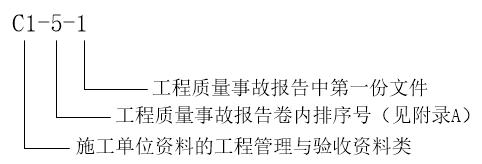 C1-5-1
工程质量事故报告中第一份文件
工程质量事故报告卷内排序号（见附录A）
施工单位资料的工程管理与验收资料类